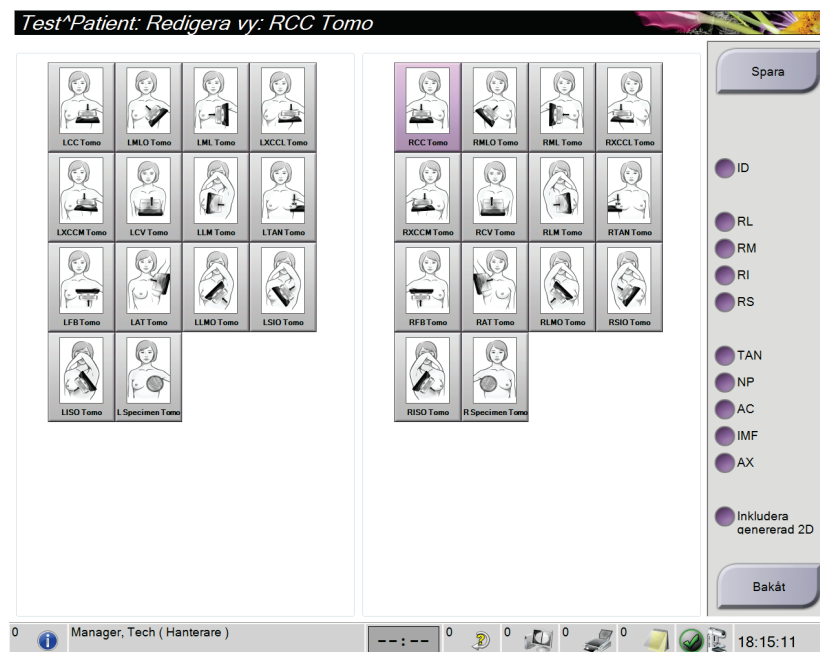 Test^Patient: Redigera vy: RCC Tomo
LCC Tomo
LMLO Tomo
LML Tomo
LXCCL Tomo
LXCCM Tomo
LCV Tomo
LLM Tomo
LTAN Tomo
LFB Tomo
LAT Tomo
LLMO Tomo
LSIO Tomo
LISO Tomo
L Specimen Tomo
RCC Tomo
RMLO Tomo
RML Tomo
RXCCL Tomo
RXCCM Tomo
RCV Tomo
RLM Tomo
RTAN Tomo
RFB Tomo
RAT Tomo
RLMO Tomo
RSIO Tomo
RISO Tomo
R Specimen Tomo
Spara
ID
RL
RM
RI
RS
TAN
NP
AC
IMF
AX
Inkludera
genererad 2D
Bakåt
0
Manager, Tech ( Hanterare )
--:--
0
0
0
0
18:15:11